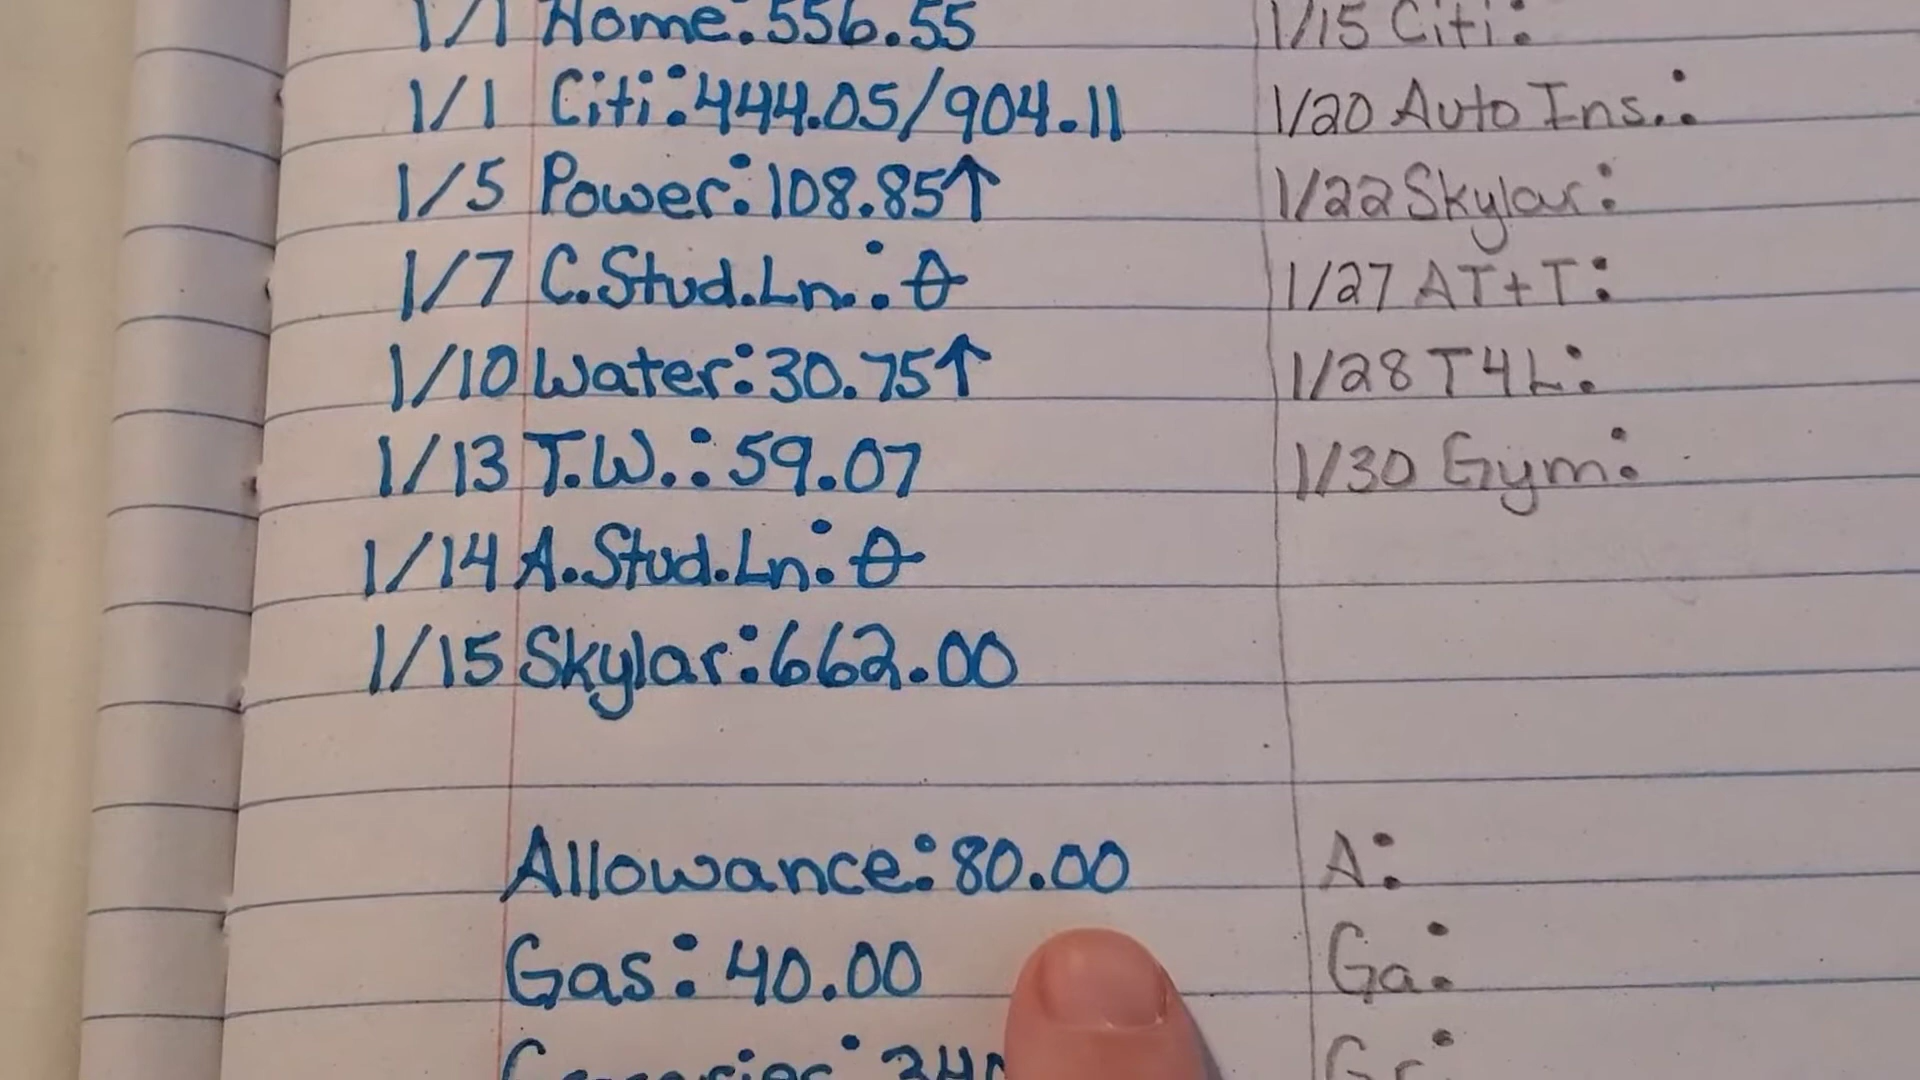 1/1 Home: 556.55
1/1 Citi: 444.05/904.11
1/5 Power: 108.85↑
1/7 C.Stud.Ln.: 0
1/10 Water: 30.75↑
1/13 T.W.: 59.07
1/14 A.Stud.Ln: 0
1/15 Skylar: 662.00
Allowance: 80.00
Gas: 40.00
1/15 Citi:
1/20 Auto Ins.:
1/22 Skylar:
1/27 AT+T:
1/28 T4L:
1/30 Gym:
A:
Ga:
Gr: